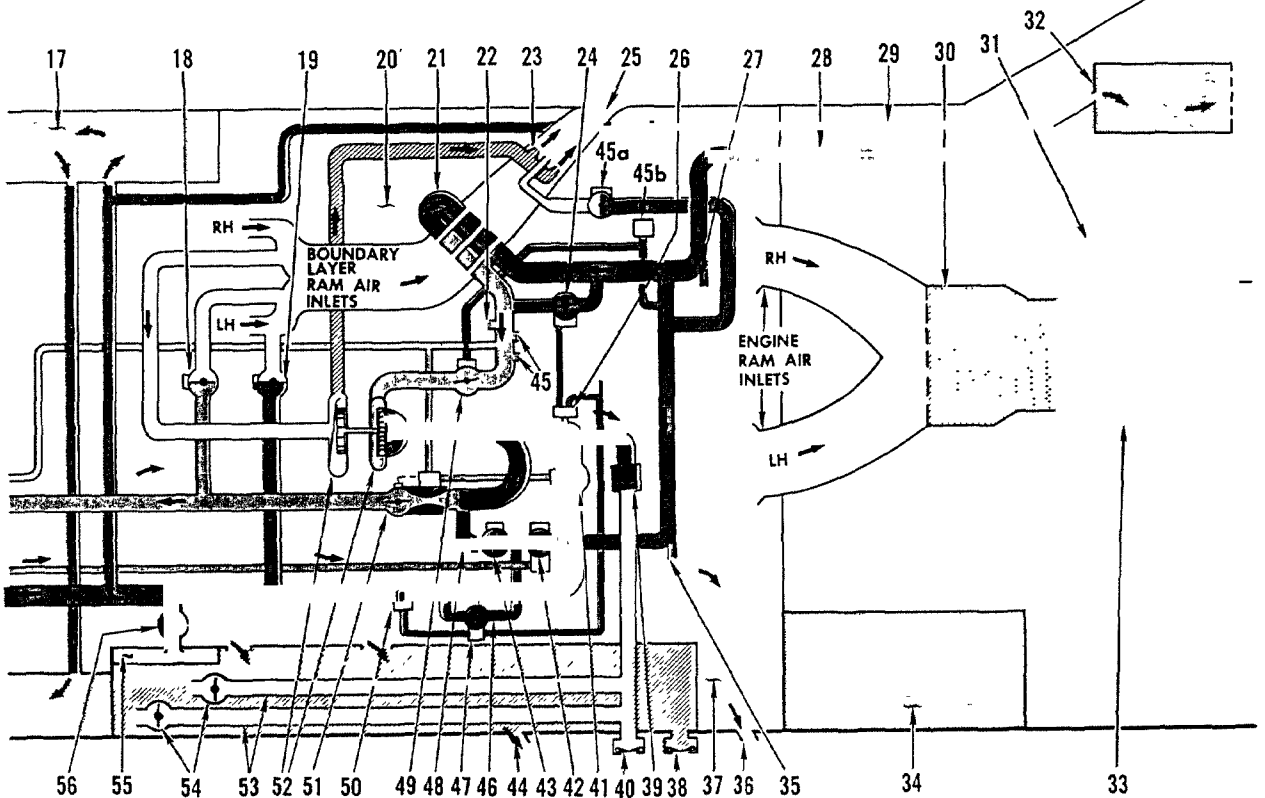 32
17 18 19 20 21 22 23 25 24 26 27 28 29 30 31
45a
45b
RH
BOUNDARY
LAYER
RAM AIR
INLETS
LH
RH
ENGINE
RAM AIR
INLETS
LH
45
56 55 54 53 52 51 50 49 48 47 46 44 43 42 41 40 39 38 37 36 35 34 33